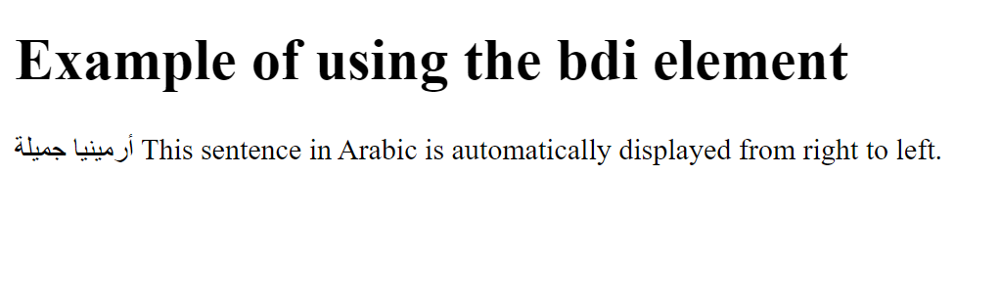 Example of using the bdi element
أرمينيا جميلة This sentence in Arabic is automatically displayed from right to left.